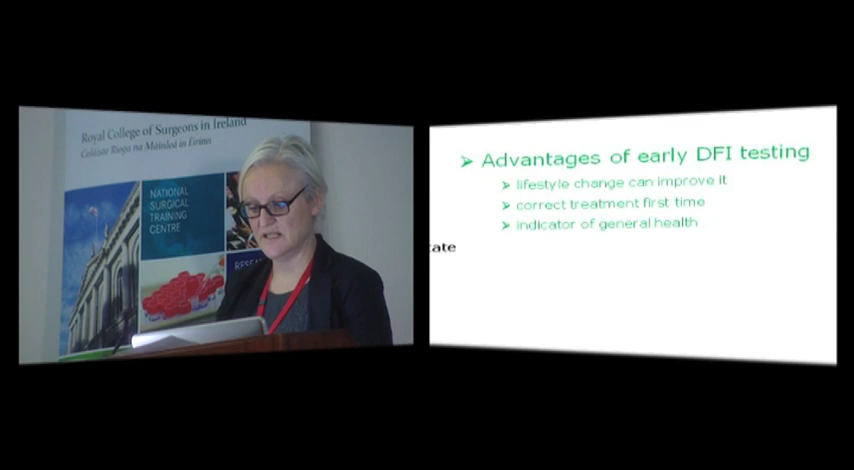 Royal College of Surgeons in Ireland
Coláiste Ríoga na Máinleá in Éirinn
NATIONAL
SURGICAL
TRAINING
CENTRE
➢ Advantages of early DFI testing
➢ lifestyle change can improve it
➢ correct treatment first time
➢ indicator of general health